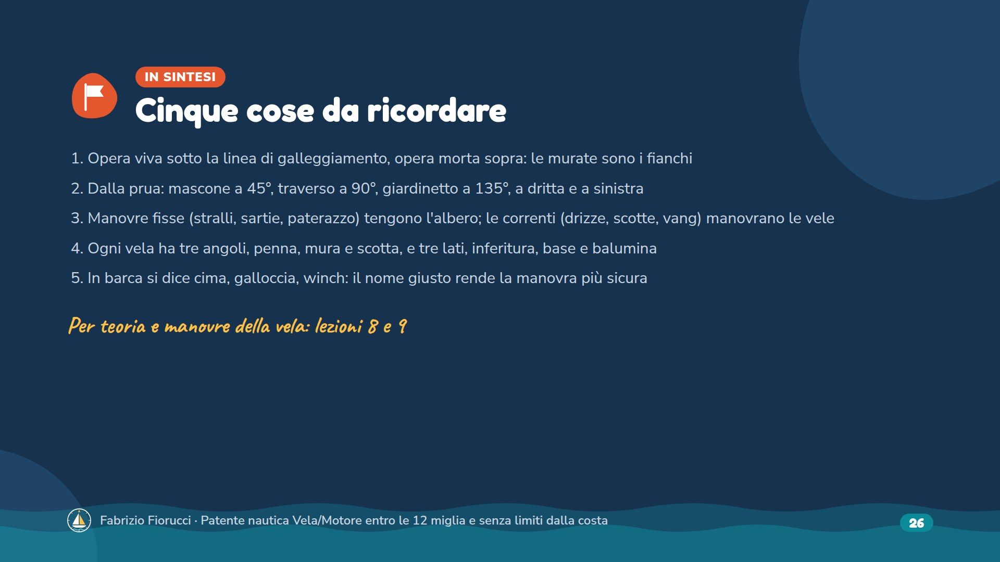 IN SINTESI
Cinque cose da ricordare
1. Opera viva sotto la linea di galleggiamento, opera morta sopra: le murate sono i fianchi
2. Dalla prua: mascone a 45°, traverso a 90°, giardinetto a 135°, a dritta e a sinistra
3. Manovre fisse (stralli, sartie, paterazzo) tengono l'albero; le correnti (drizze, scotte, vang) manovrano le vele
4. Ogni vela ha tre angoli, penna, mura e scotta, e tre lati, inferitura, base e balumina
5. In barca si dice cima, galloccia, winch: il nome giusto rende la manovra più sicura
Per teoria e manovre della vela: lezioni 8 e 9
Fabrizio Fiorucci · Patente nautica Vela/Motore entro le 12 miglia e senza limiti dalla costa
26